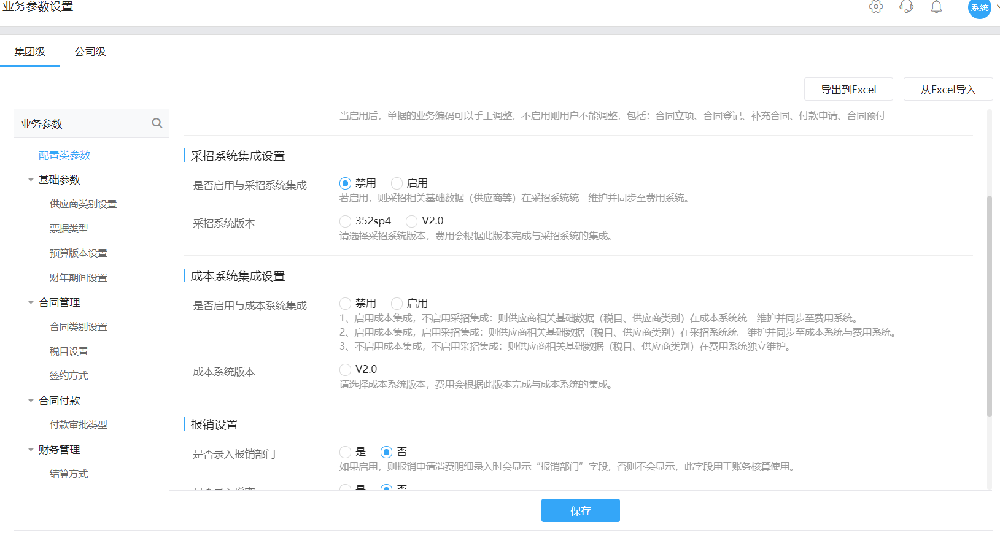 业务参数设置
系统
集团级
公司级
导出到Excel
从Excel导入
业务参数
配置类参数
基础参数
供应商类别设置
票据类型
预算版本设置
财年期间设置
合同管理
合同类别设置
税目设置
签约方式
合同付款
付款审批类型
财务管理
结算方式
当启用后，单据的业务编码可以手工调整，不启用则用户不能调整，包括：合同立项、合同登记、补充合同、付款申请、合同预付
采招系统集成设置
是否启用与采招系统集成
禁用
启用
若启用，则采招相关基础数据（供应商等）在采招系统统一维护并同步至费用系统。
采招系统版本
352sp4
V2.0
请选择采招系统版本，费用会根据此版本完成与采招系统的集成。
成本系统集成设置
是否启用与成本系统集成
禁用
启用
1、启用成本集成，不启用采招集成：则供应商相关基础数据（税目、供应商类别）在成本系统统一维护并同步至费用系统。
2、启用成本集成，启用采招集成：则供应商相关基础数据（税目、供应商类别）在采招系统统一维护并同步至成本系统与费用系统。
3、不启用成本集成，不启用采招集成：则供应商相关基础数据（税目、供应商类别）在费用系统独立维护。
成本系统版本
V2.0
请选择成本系统版本，费用会根据此版本完成与成本系统的集成。
报销设置
是否录入报销部门
是
否
如果启用，则报销申请消费明细录入时会显示“报销部门”字段，否则不会显示，此字段用于账务核算使用。
是否录入税率
是
否
保存